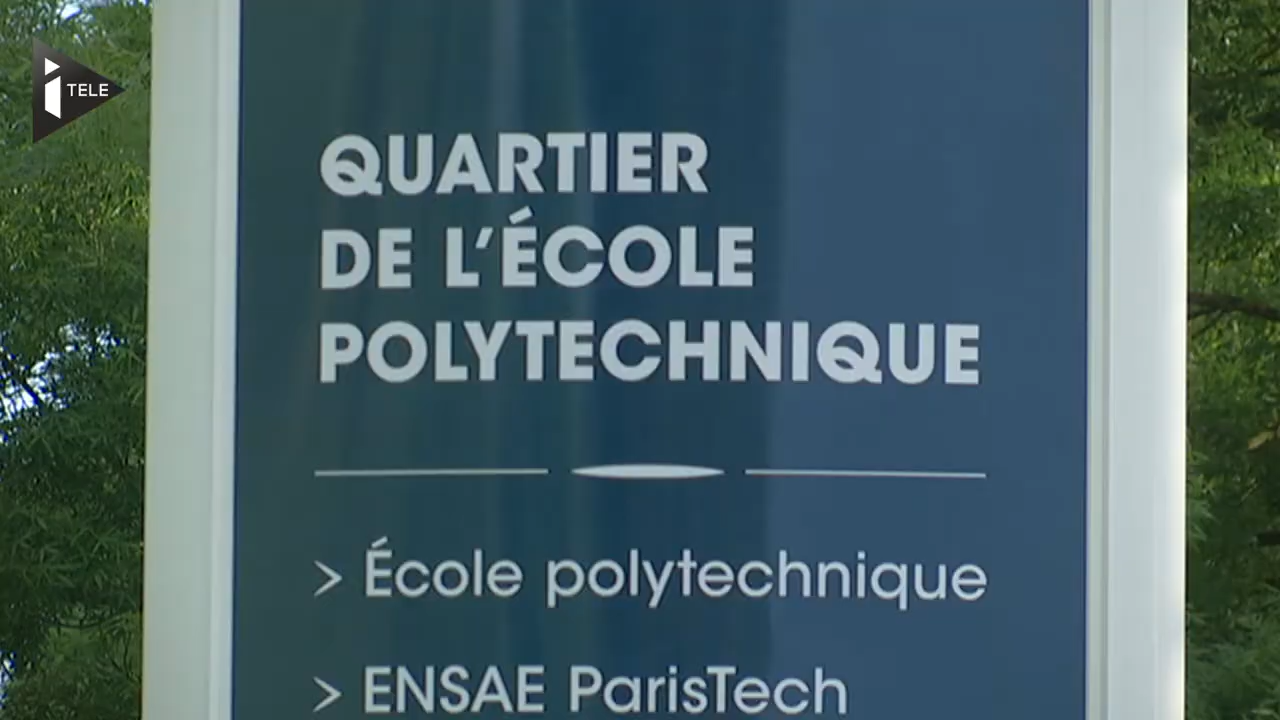 i TELE
QUARTIER
DE L'ÉCOLE
POLYTECHNIQUE
> École polytechnique
> ENSAE ParisTech